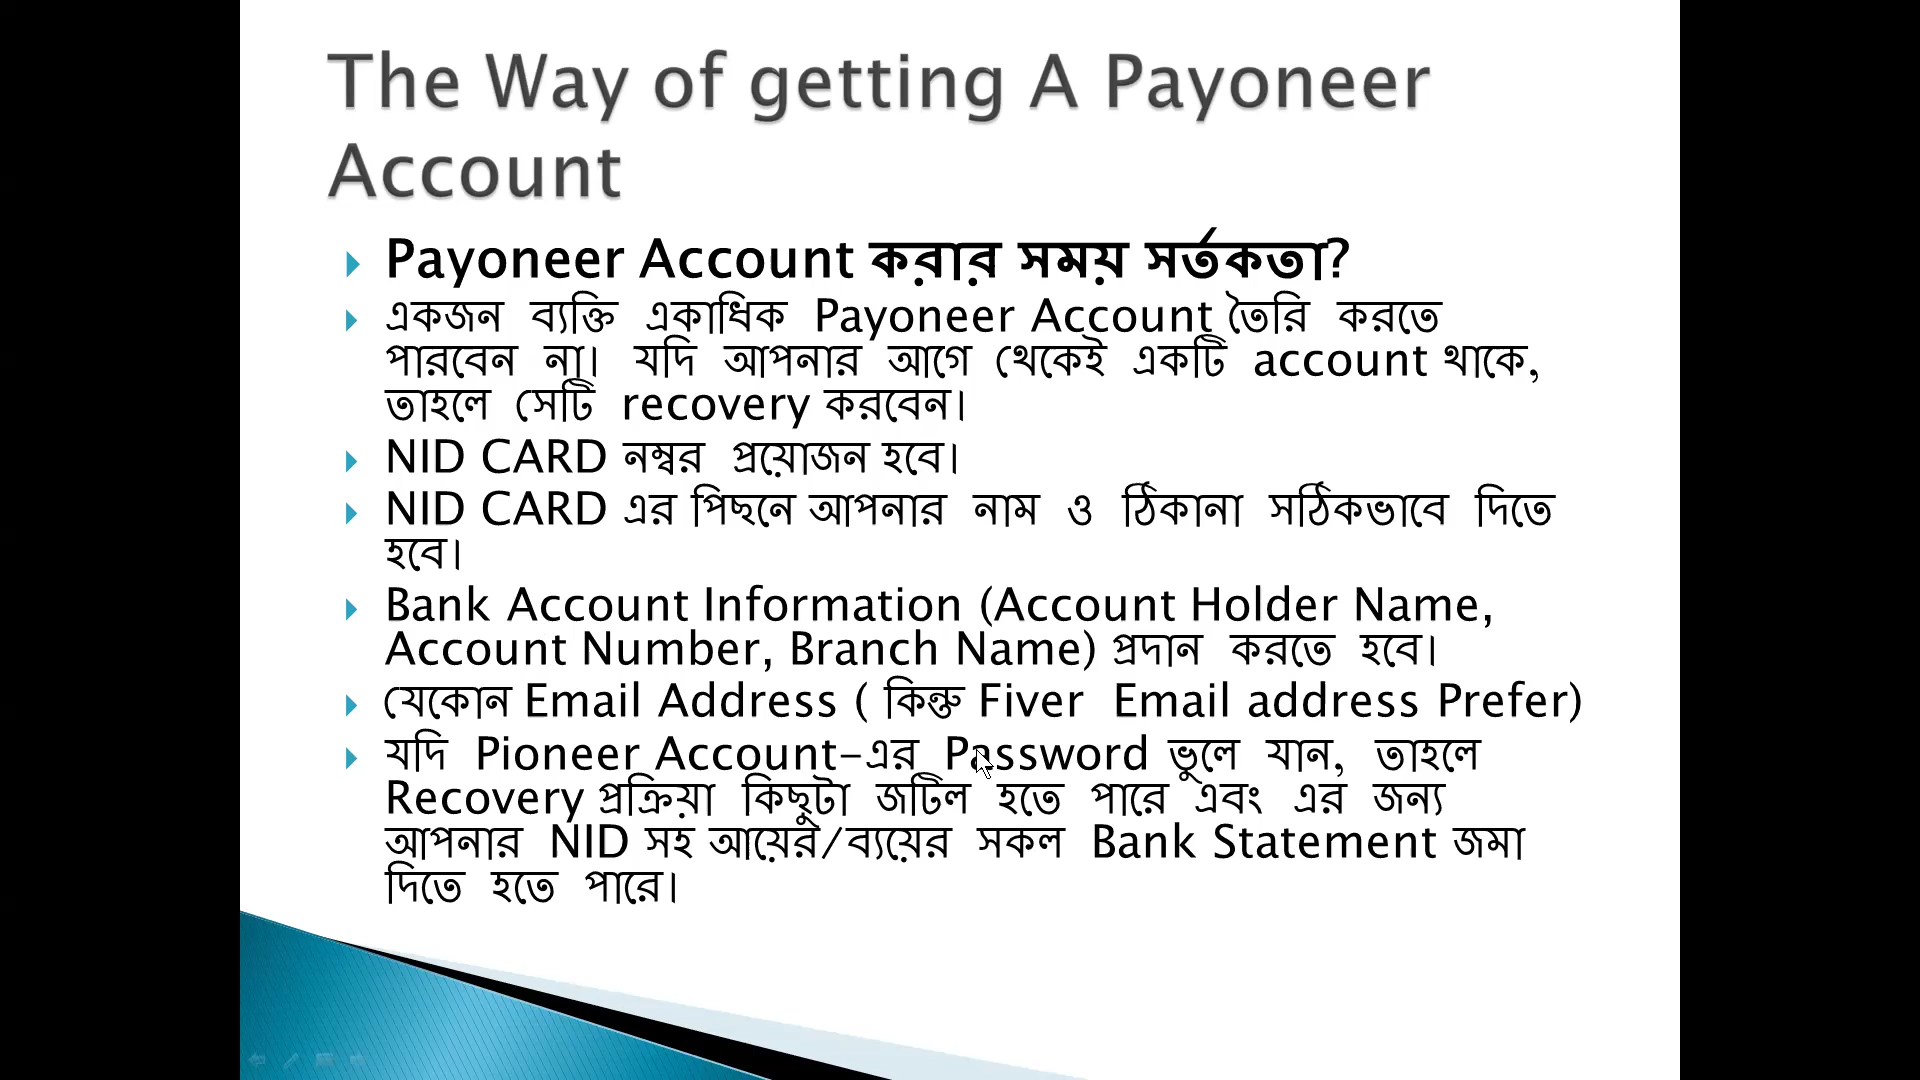 The Way of getting A Payoneer
Account
Payoneer Account করার সময় সর্তকতা?
একজন ব্যক্তি একাধিক Payoneer Account তৈরি করতে
পারবেন না। যদি আপনার আগে থেকেই একটি account থাকে,
তাহলে সেটি recovery করবেন।
NID CARD নম্বর প্রয়োজন হবে।
NID CARD এর পিছনে আপনার নাম ও ঠিকানা সঠিকভাবে দিতে
হবে।
Bank Account Information (Account Holder Name,
Account Number, Branch Name) প্রদান করতে হবে।
যেকোন Email Address ( কিন্তু Fiver Email address Prefer)
যদি Pioneer Account-এর Password ভুলে যান, তাহলে
Recovery প্রক্রিয়া কিছুটা জটিল হতে পারে এবং এর জন্য
আপনার NID সহ আয়ের/ব্যয়ের সকল Bank Statement জমা
দিতে হতে পারে।